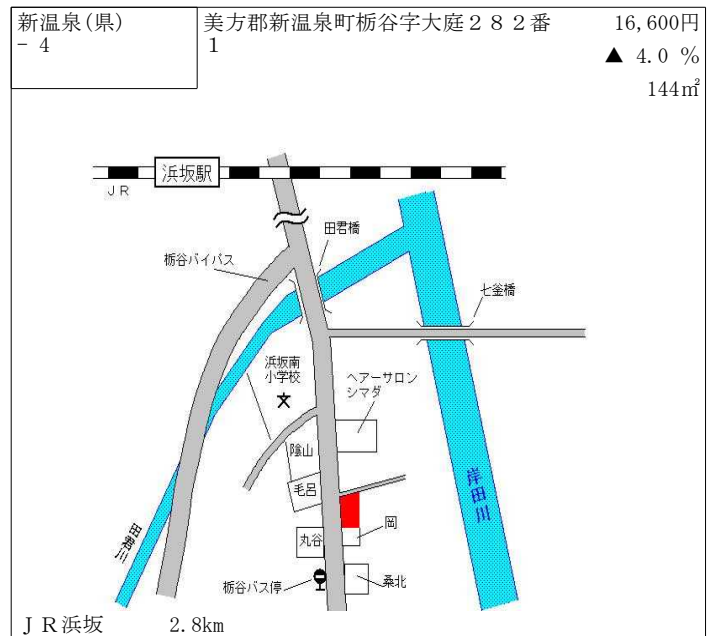 新温泉(県)
- 4
美方郡新温泉町栃谷字大庭２８２番
1
16,600円
▲ 4.0 %
144㎡
浜坂駅
ＪＲ
田君橋
栃谷バイパス
七釜橋
浜坂南
小学校
ヘアーサロン
シマダ
陰山
毛呂
岸田川
岡
丸谷
田君川
栃谷バス停
桑北
ＪＲ浜坂 2.8km